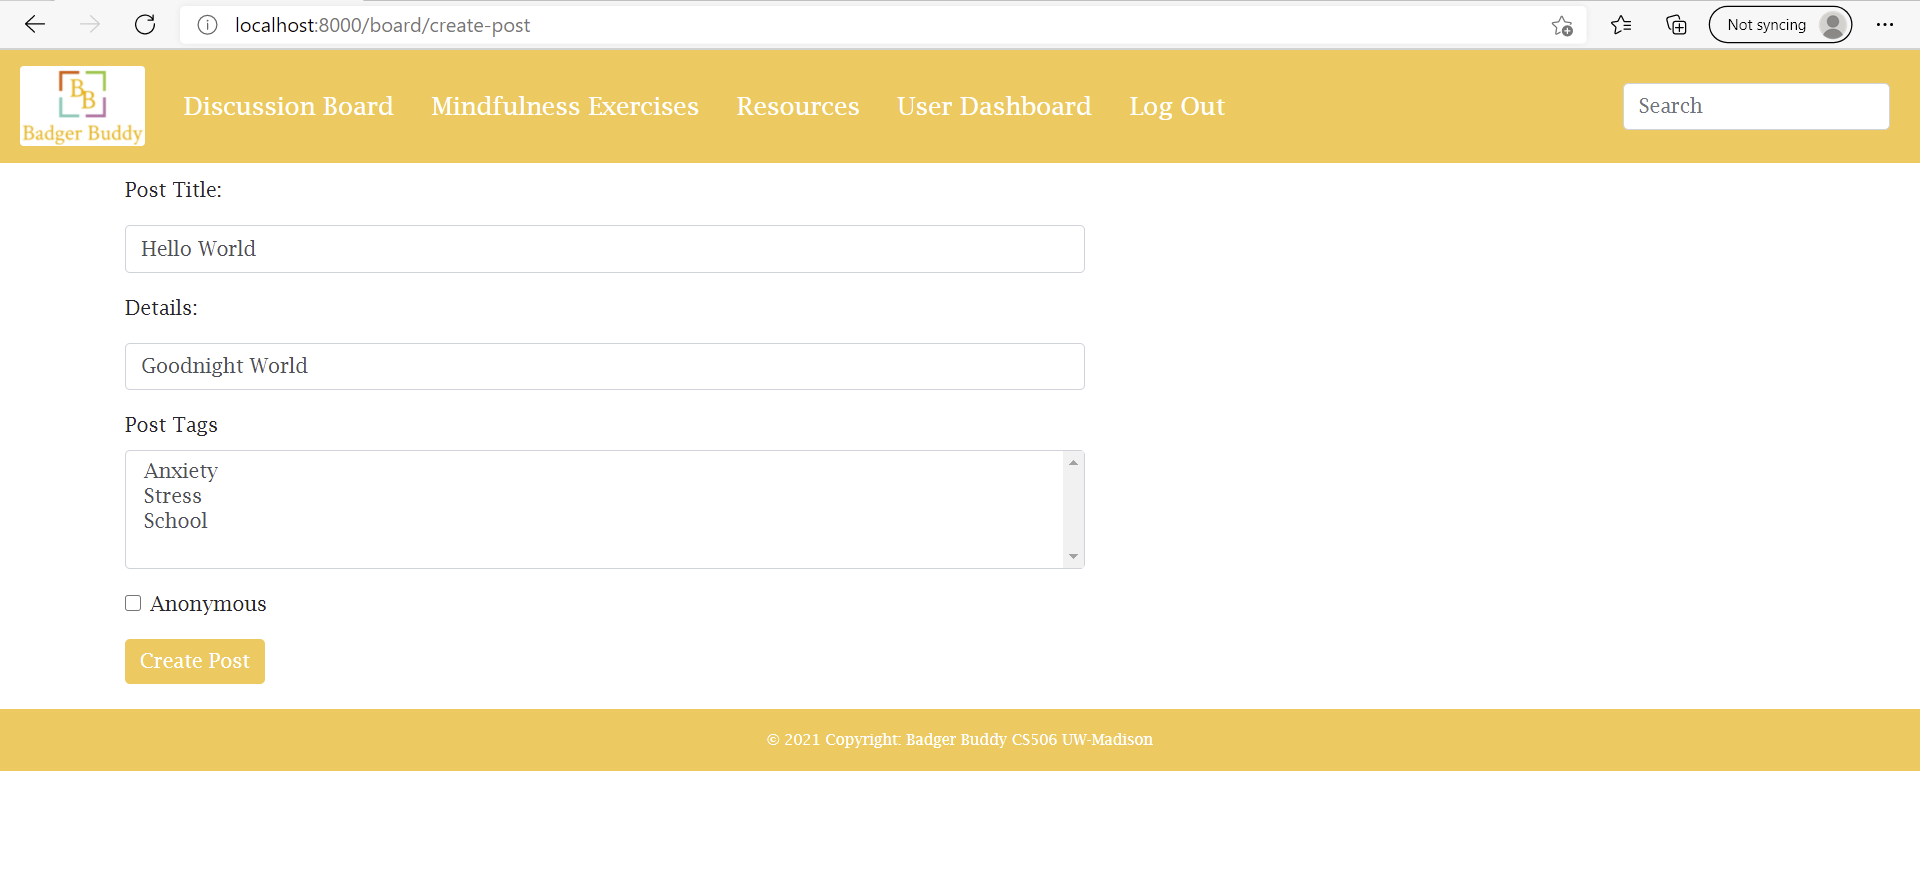 localhost:8000/board/create-post
Not syncing
BB
Badger Buddy
Discussion Board Mindfulness Exercises Resources User Dashboard Log Out
Search
Post Title:
Hello World
Details:
Goodnight World
Post Tags
Anxiety
Stress
School
Anonymous
Create Post
© 2021 Copyright: Badger Buddy CS506 UW-Madison